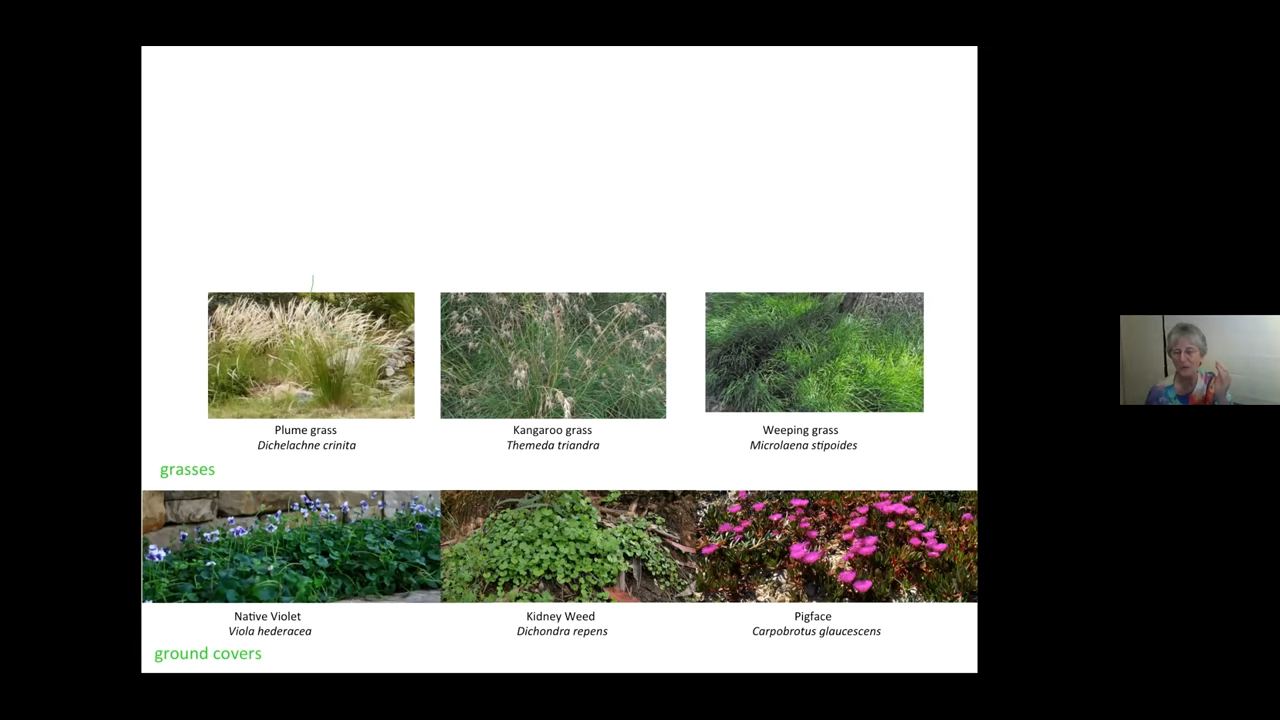 Plume grass
Dichelachne crinita
Kangaroo grass
Themeda triandra
Weeping grass
Microlaena stipoides
grasses
Native Violet
Viola hederacea
Kidney Weed
Dichondra repens
Pigface
Carpobrotus glaucescens
ground covers